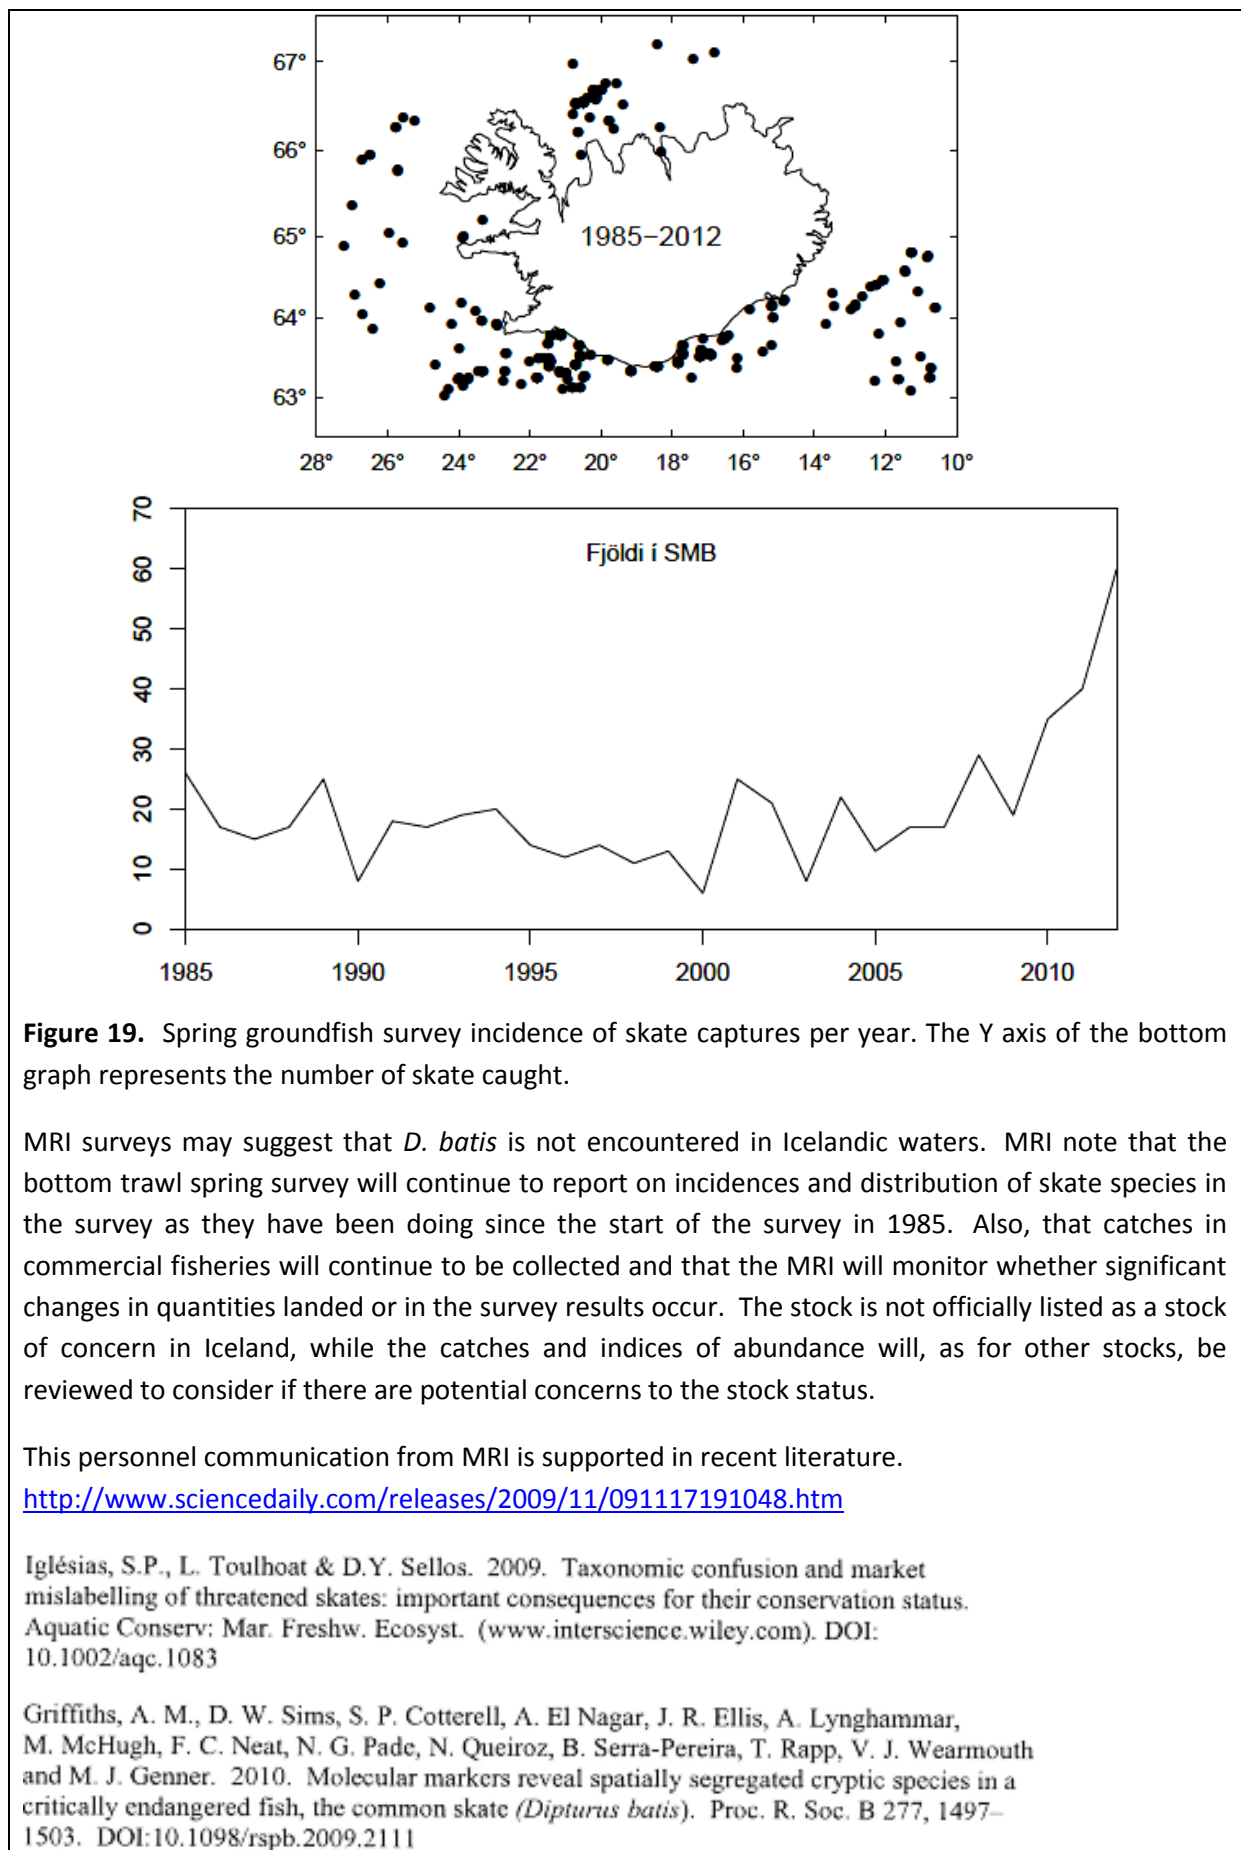 67°
66°
65°
64°
63°
1985−2012
28° 26° 24° 22° 20° 18° 16° 14° 12° 10°
70
60
50
40
30
20
10
0
Fjöldi í SMB
1985 1990 1995 2000 2005 2010
Figure 19. Spring groundfish survey incidence of skate captures per year. The Y axis of the bottom
graph represents the number of skate caught.
MRI surveys may suggest that D. batis is not encountered in Icelandic waters. MRI note that the
bottom trawl spring survey will continue to report on incidences and distribution of skate species in
the survey as they have been doing since the start of the survey in 1985. Also, that catches in
commercial fisheries will continue to be collected and that the MRI will monitor whether significant
changes in quantities landed or in the survey results occur. The stock is not officially listed as a stock
of concern in Iceland, while the catches and indices of abundance will, as for other stocks, be
reviewed to consider if there are potential concerns to the stock status.
This personnel communication from MRI is supported in recent literature.
http://www.sciencedaily.com/releases/2009/11/091117191048.htm
Iglésias, S.P., L. Toulhoat & D.Y. Sellos. 2009. Taxonomic confusion and market
mislabelling of threatened skates: important consequences for their conservation status.
Aquatic Conserv: Mar. Freshw. Ecosyst. (www.interscience.wiley.com). DOI:
10.1002/aqc.1083
Griffiths, A. M., D. W. Sims, S. P. Cotterell, A. El Nagar, J. R. Ellis, A. Lynghammar,
M. McHugh, F. C. Neat, N. G. Pade, N. Queiroz, B. Serra-Pereira, T. Rapp, V. J. Wearmouth
and M. J. Genner. 2010. Molecular markers reveal spatially segregated cryptic species in a
critically endangered fish, the common skate (Dipturus batis). Proc. R. Soc. B 277, 1497–
1503. DOI:10.1098/rspb.2009.2111